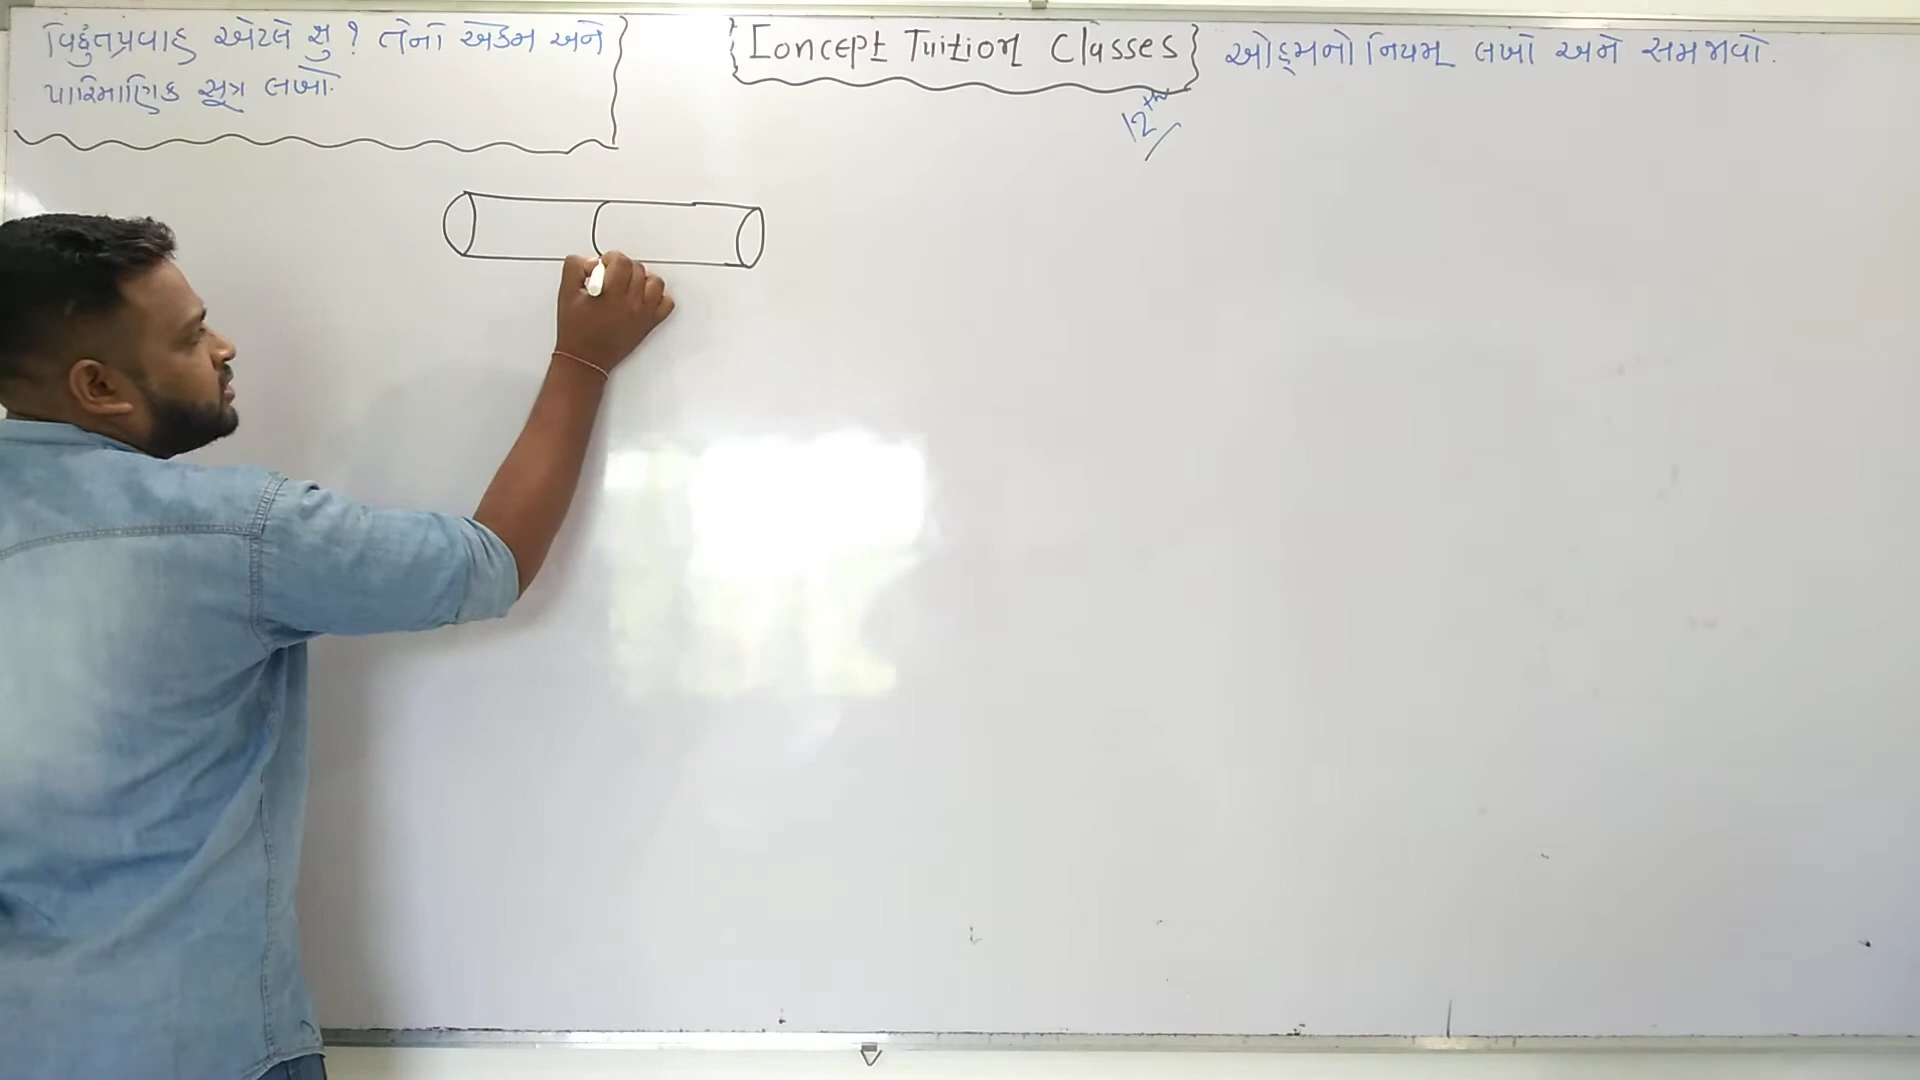 વિદ્યુતપ્રવાહ એટલે શુ ? તેનો એકમ અને
પારિમાણિક સૂત્ર લખો.
Concept Tuition Classes
12th
ઓહ્મનો નિયમ લખો અને સમજાવો.